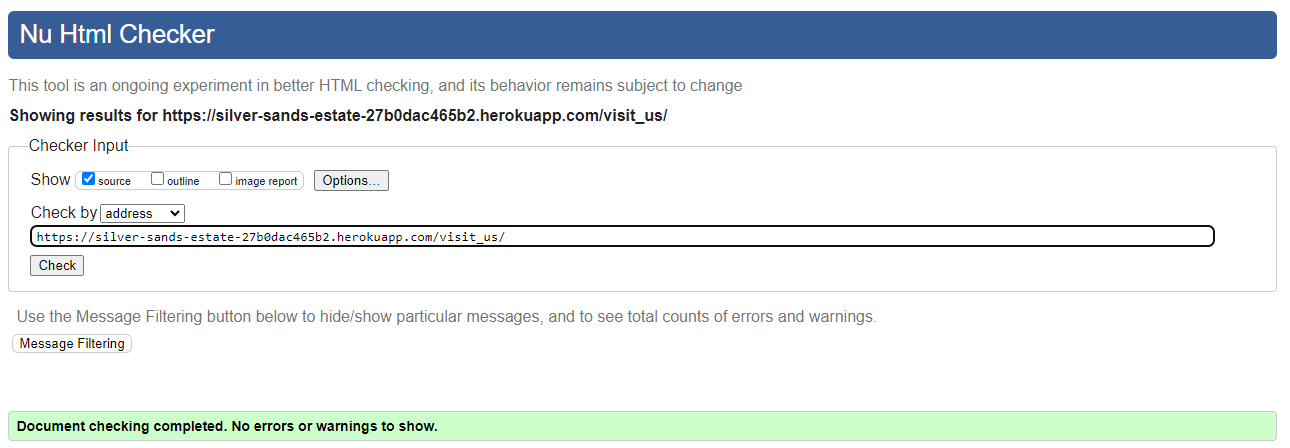 Nu Html Checker
This tool is an ongoing experiment in better HTML checking, and its behavior remains subject to change
Showing results for https://silver-sands-estate-27b0dac465b2.herokuapp.com/visit_us/
Checker Input
Show source outline image report Options...
Check by address
https://silver-sands-estate-27b0dac465b2.herokuapp.com/visit_us/
Check
Use the Message Filtering button below to hide/show particular messages, and to see total counts of errors and warnings.
Message Filtering
Document checking completed. No errors or warnings to show.